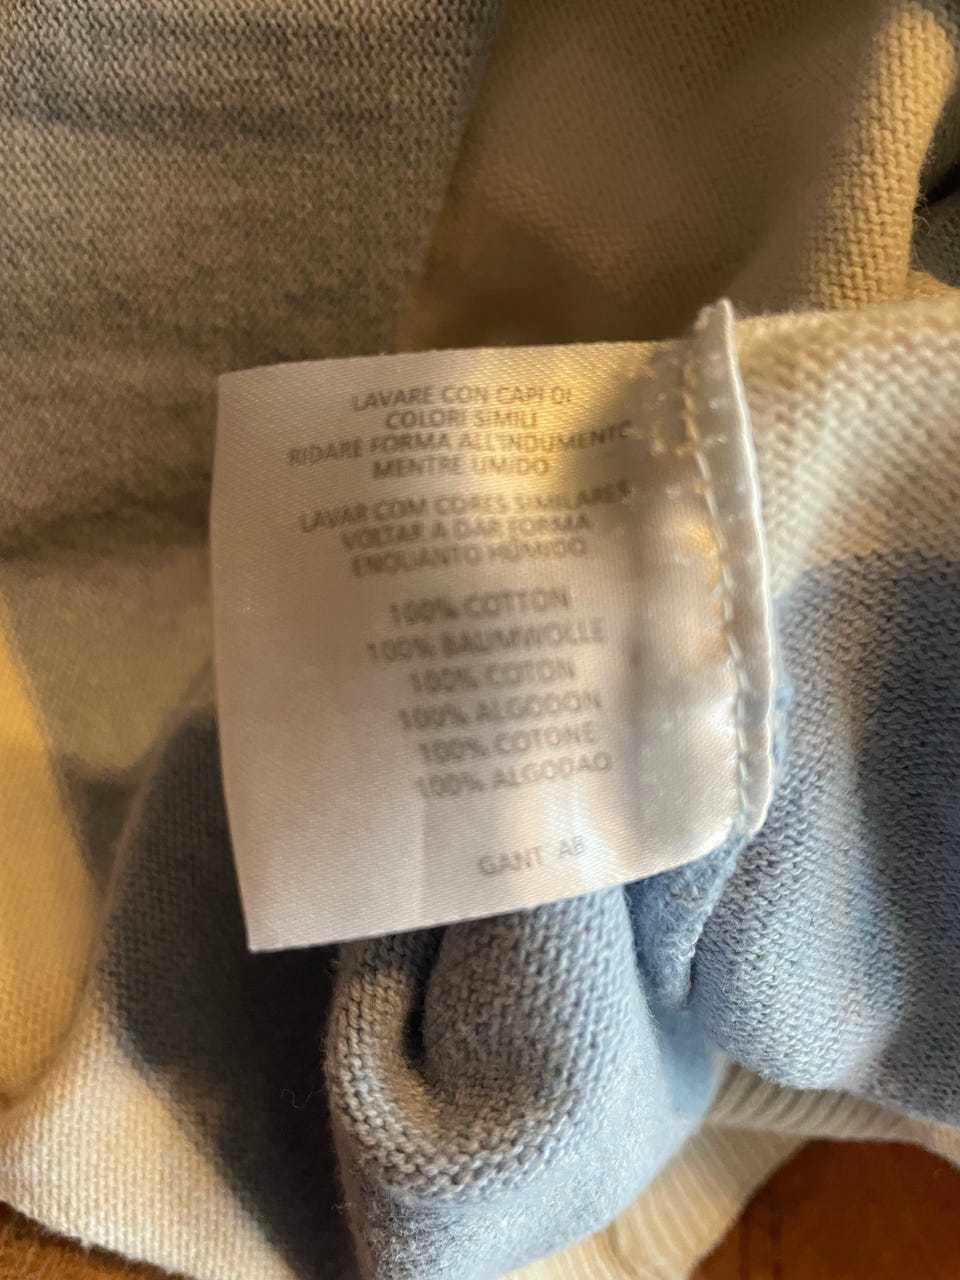 LAVARE CON CAPI DI
COLORI SIMILI
RIDARE FORMA ALL'INDUMENTO
MENTRE UMIDO
LAVAR COM CORES SIMILARES
VOLTAR A DAR FORMA
ENQUANTO HÚMIDO
100% COTTON
100% BAUMWOLLE
100% COTON
100% ALGODON
100% COTONE
100% ALGODAO
GANT AB